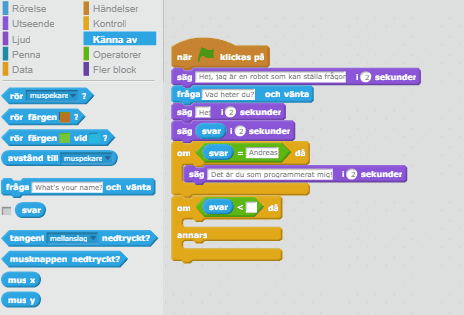 Rörelse
Händelser
Utseende
Kontroll
Ljud
Känna av
Penna
Operatorer
Data
Fler block
rör muspekare ?
rör färgen ?
rör färgen vid ?
avstånd till muspekare
fråga What's your name? och vänta
svar
tangent mellanslag nedtryckt?
musknappen nedtryckt?
mus x
mus y
när klickas på
säg Hej, jag är en robot som kan ställa frågor i 2 sekunder
fråga Vad heter du? och vänta
säg Hej i 2 sekunder
säg svar i 2 sekunder
om svar = Andreas då
säg Det är du som programmerat mig! i 2 sekunder
om svar < då
annars